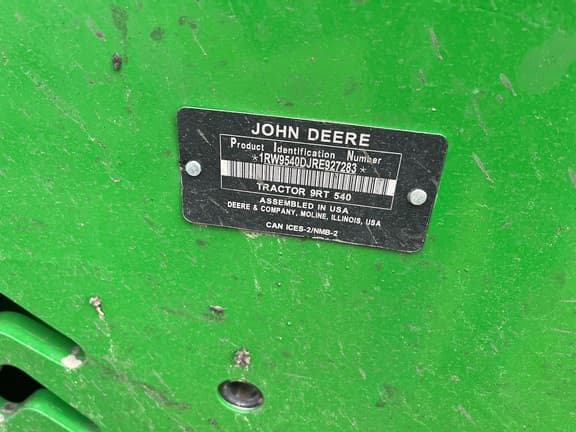 JOHN DEERE
Product Identification Number
*1RW9540DJRE927283*
TRACTOR 9RT 540
ASSEMBLED IN USA
DEERE & COMPANY, MOLINE, ILLINOIS, USA
CAN ICES-2/NMB-2